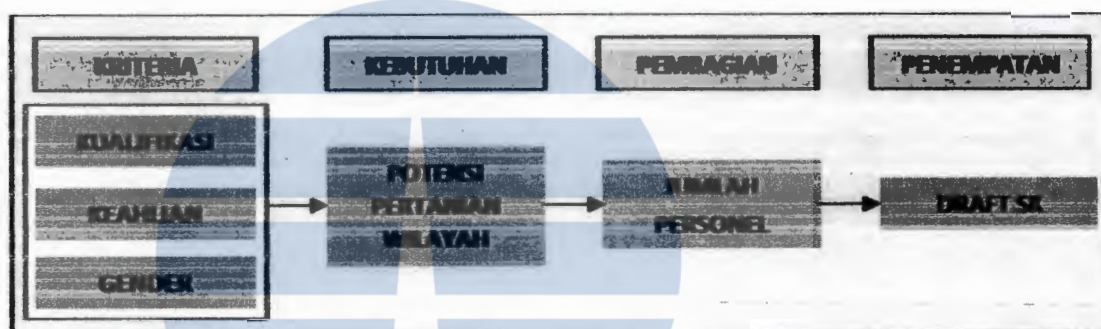 KRITERIA
KEBUTUHAN
PEMBAGIAN
PENEMPATAN
KUALIFIKASI
KEAHLIAN
GENDER
POTENSI
PERTANIAN
WILAYAH
JUMLAH
PERSONEL
DRAFT SK